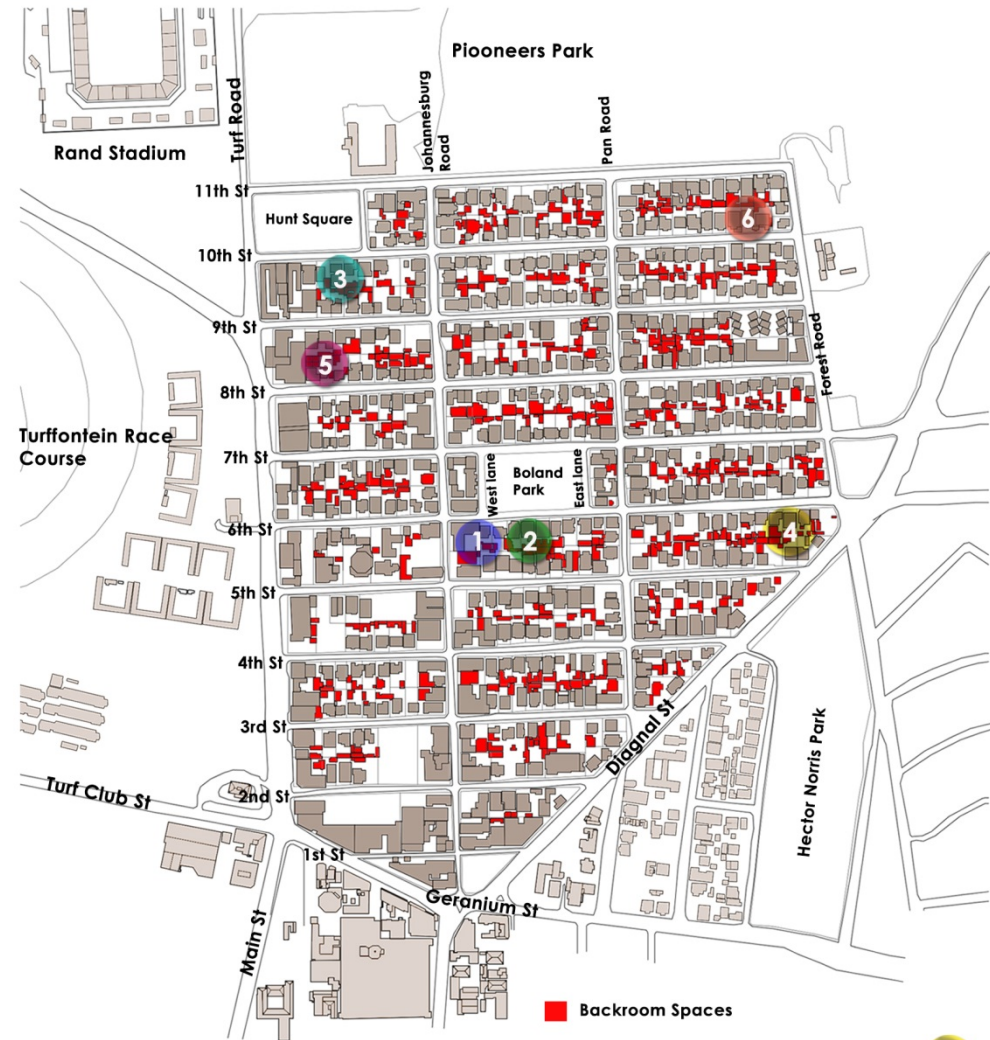 Piooneers Park
Rand Stadium
Turf Road
Johannesburg
Road
Pan Road
11th St
Hunt Square
6
10th St
3
9th St
Forest Road
5
8th St
Turffontein Race
Course
7th St
West lane
Boland
Park
East lane
6th St
1
2
4
5th St
4th St
3rd St
Diagnal St
Hector Norris Park
Turf Club St
2nd St
1st St
Geranium St
Main St
Backroom Spaces